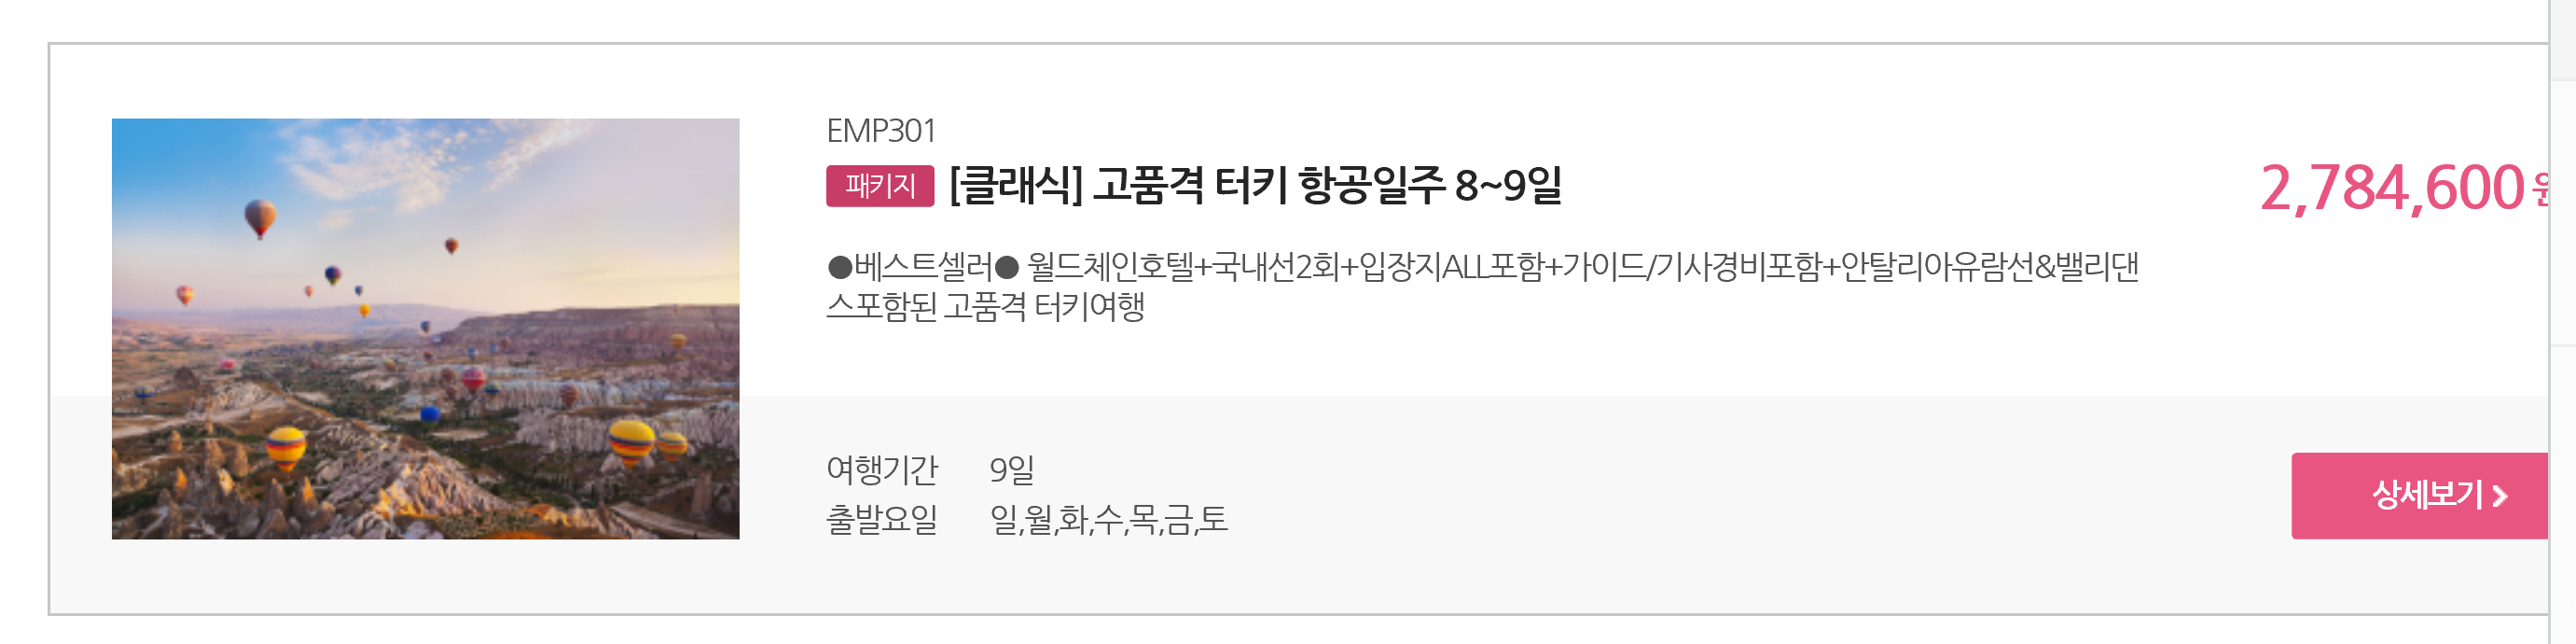 EMP301
패키지 [클래식] 고품격 터키 항공일주 8~9일
2,784,600 원
●베스트셀러● 월드체인호텔+국내선2회+입장지ALL포함+가이드/기사경비포함+안탈리아유람선&밸리댄
스포함된 고품격 터키여행
여행기간 9일
출발요일 일,월,화,수,목,금,토
상세보기